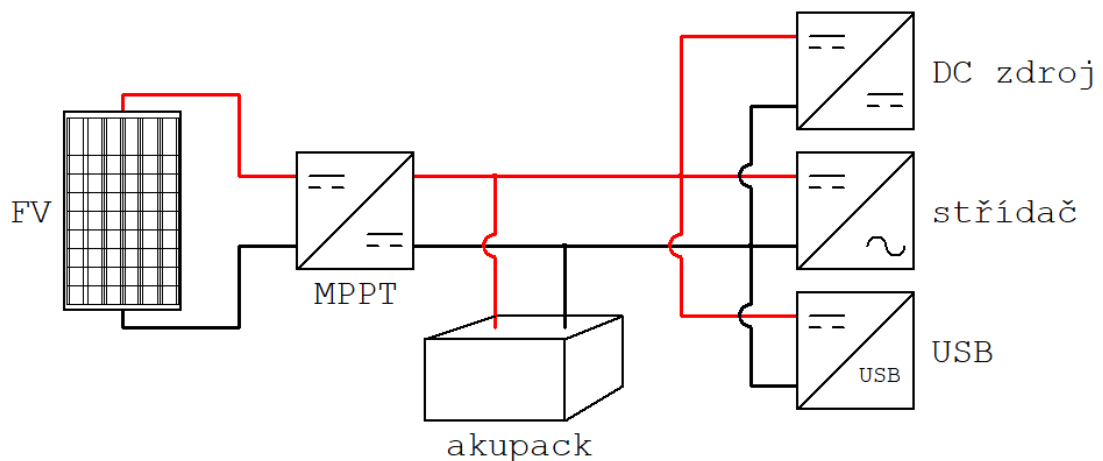 DC zdroj
FV
střídač
MPPT
USB
USB
akupack